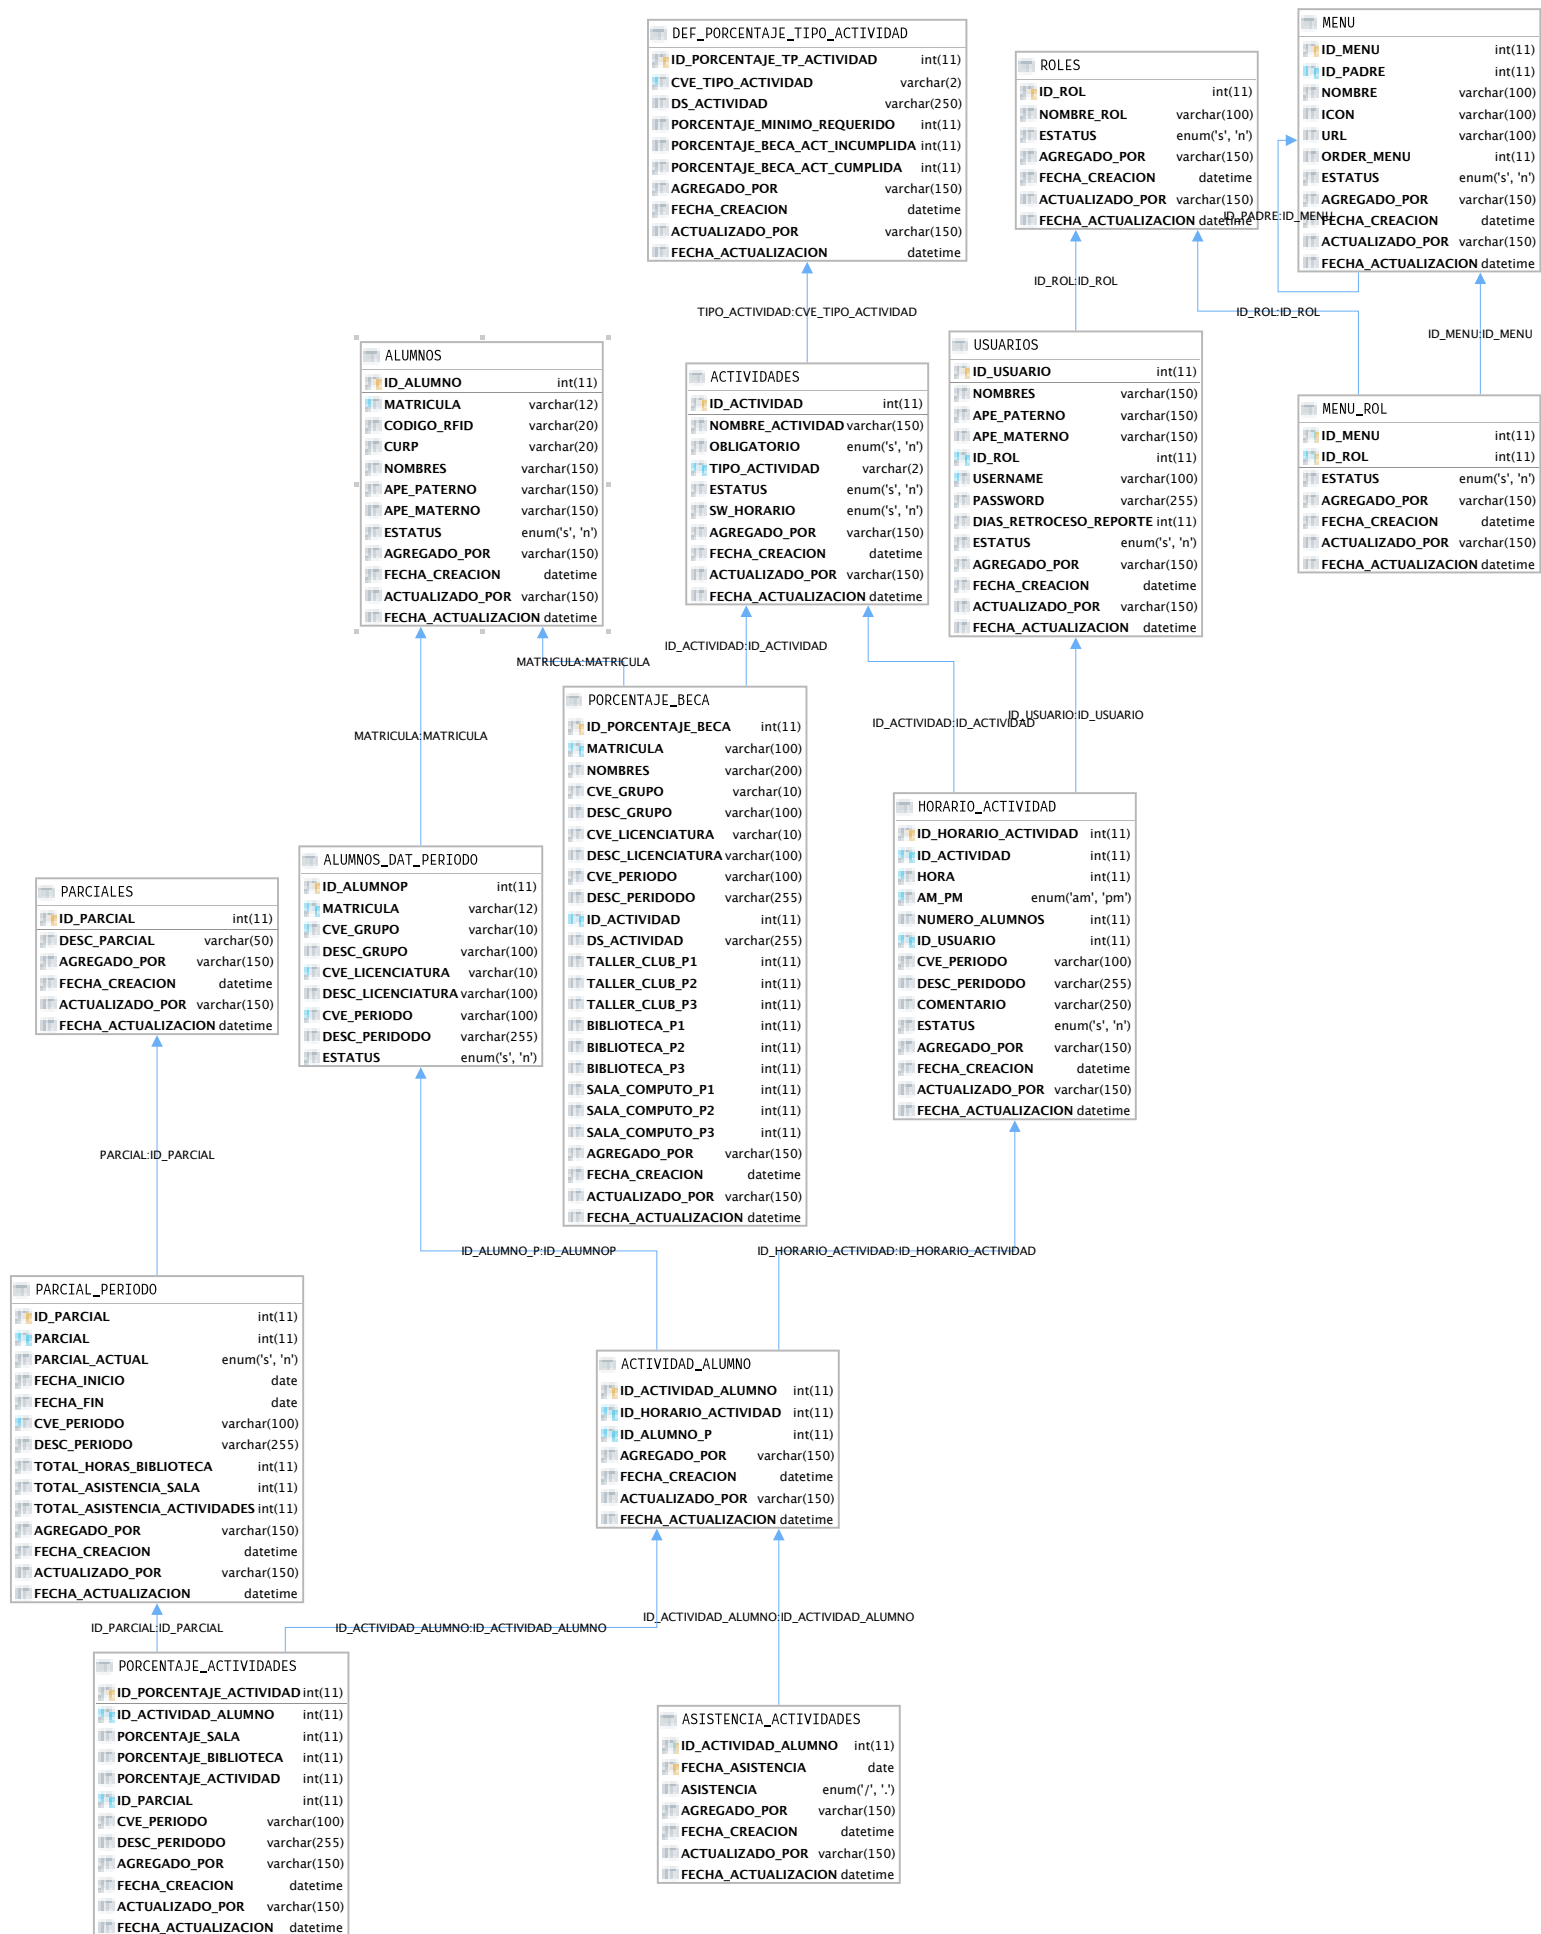 DEF_PORCENTAJE_TIPO_ACTIVIDAD
ID_PORCENTAJE_TP_ACTIVIDAD int(11)
CVE_TIPO_ACTIVIDAD varchar(2)
DS_ACTIVIDAD varchar(250)
PORCENTAJE_MINIMO_REQUERIDO int(11)
PORCENTAJE_BECA_ACT_INCUMPLIDA int(11)
PORCENTAJE_BECA_ACT_CUMPLIDA int(11)
AGREGADO_POR varchar(150)
FECHA_CREACION datetime
ACTUALIZADO_POR varchar(150)
FECHA_ACTUALIZACION datetime
ROLES
ID_ROL int(11)
NOMBRE_ROL varchar(100)
ESTATUS enum('s', 'n')
AGREGADO_POR varchar(150)
FECHA_CREACION datetime
ACTUALIZADO_POR varchar(150)
FECHA_ACTUALIZACION datetime
MENU
ID_MENU int(11)
ID_PADRE int(11)
NOMBRE varchar(100)
ICON varchar(100)
URL varchar(100)
ORDER_MENU int(11)
ESTATUS enum('s', 'n')
AGREGADO_POR varchar(150)
FECHA_CREACION datetime
ACTUALIZADO_POR varchar(150)
FECHA_ACTUALIZACION datetime
ID_PADRE:ID_MENU
ID_ROL:ID_ROL
TIPO_ACTIVIDAD:CVE_TIPO_ACTIVIDAD
ID_ROL:ID_ROL
ID_MENU:ID_MENU
ALUMNOS
ID_ALUMNO int(11)
MATRICULA varchar(12)
CODIGO_RFID varchar(20)
CURP varchar(20)
NOMBRES varchar(150)
APE_PATERNO varchar(150)
APE_MATERNO varchar(150)
ESTATUS enum('s', 'n')
AGREGADO_POR varchar(150)
FECHA_CREACION datetime
ACTUALIZADO_POR varchar(150)
FECHA_ACTUALIZACION datetime
ACTIVIDADES
ID_ACTIVIDAD int(11)
NOMBRE_ACTIVIDAD varchar(150)
OBLIGATORIO enum('s', 'n')
TIPO_ACTIVIDAD varchar(2)
ESTATUS enum('s', 'n')
SW_HORARIO enum('s', 'n')
AGREGADO_POR varchar(150)
FECHA_CREACION datetime
ACTUALIZADO_POR varchar(150)
FECHA_ACTUALIZACION datetime
USUARIOS
ID_USUARIO int(11)
NOMBRES varchar(150)
APE_PATERNO varchar(150)
APE_MATERNO varchar(150)
ID_ROL int(11)
USERNAME varchar(100)
PASSWORD varchar(255)
DIAS_RETROCESO_REPORTE int(11)
ESTATUS enum('s', 'n')
AGREGADO_POR varchar(150)
FECHA_CREACION datetime
ACTUALIZADO_POR varchar(150)
FECHA_ACTUALIZACION datetime
MENU_ROL
ID_MENU int(11)
ID_ROL int(11)
ESTATUS enum('s', 'n')
AGREGADO_POR varchar(150)
FECHA_CREACION datetime
ACTUALIZADO_POR varchar(150)
FECHA_ACTUALIZACION datetime
ID_ACTIVIDAD:ID_ACTIVIDAD
MATRICULA:MATRICULA
ID_ACTIVIDAD:ID_ACTIVIDAD
ID_USUARIO:ID_USUARIO
MATRICULA:MATRICULA
PORCENTAJE_BECA
ID_PORCENTAJE_BECA int(11)
MATRICULA varchar(100)
NOMBRES varchar(200)
CVE_GRUPO varchar(10)
DESC_GRUPO varchar(100)
CVE_LICENCIATURA varchar(10)
DESC_LICENCIATURA varchar(100)
CVE_PERIODO varchar(100)
DESC_PERIDODO varchar(255)
ID_ACTIVIDAD int(11)
DS_ACTIVIDAD varchar(255)
TALLER_CLUB_P1 int(11)
TALLER_CLUB_P2 int(11)
TALLER_CLUB_P3 int(11)
BIBLIOTECA_P1 int(11)
BIBLIOTECA_P2 int(11)
BIBLIOTECA_P3 int(11)
SALA_COMPUTO_P1 int(11)
SALA_COMPUTO_P2 int(11)
SALA_COMPUTO_P3 int(11)
AGREGADO_POR varchar(150)
FECHA_CREACION datetime
ACTUALIZADO_POR varchar(150)
FECHA_ACTUALIZACION datetime
HORARIO_ACTIVIDAD
ID_HORARIO_ACTIVIDAD int(11)
ID_ACTIVIDAD int(11)
HORA int(11)
AM_PM enum('am', 'pm')
NUMERO_ALUMNOS int(11)
ID_USUARIO int(11)
CVE_PERIODO varchar(100)
DESC_PERIDODO varchar(255)
COMENTARIO varchar(250)
ESTATUS enum('s', 'n')
AGREGADO_POR varchar(150)
FECHA_CREACION datetime
ACTUALIZADO_POR varchar(150)
FECHA_ACTUALIZACION datetime
ALUMNOS_DAT_PERIODO
ID_ALUMNOP int(11)
MATRICULA varchar(12)
CVE_GRUPO varchar(10)
DESC_GRUPO varchar(100)
CVE_LICENCIATURA varchar(10)
DESC_LICENCIATURA varchar(100)
CVE_PERIODO varchar(100)
DESC_PERIDODO varchar(255)
ESTATUS enum('s', 'n')
PARCIALES
ID_PARCIAL int(11)
DESC_PARCIAL varchar(50)
AGREGADO_POR varchar(150)
FECHA_CREACION datetime
ACTUALIZADO_POR varchar(150)
FECHA_ACTUALIZACION datetime
PARCIAL:ID_PARCIAL
ID_ALUMNO_P:ID_ALUMNOP
ID_HORARIO_ACTIVIDAD:ID_HORARIO_ACTIVIDAD
PARCIAL_PERIODO
ID_PARCIAL int(11)
PARCIAL int(11)
PARCIAL_ACTUAL enum('s', 'n')
FECHA_INICIO date
FECHA_FIN date
CVE_PERIODO varchar(100)
DESC_PERIODO varchar(255)
TOTAL_HORAS_BIBLIOTECA int(11)
TOTAL_ASISTENCIA_SALA int(11)
TOTAL_ASISTENCIA_ACTIVIDADES int(11)
AGREGADO_POR varchar(150)
FECHA_CREACION datetime
ACTUALIZADO_POR varchar(150)
FECHA_ACTUALIZACION datetime
ACTIVIDAD_ALUMNO
ID_ACTIVIDAD_ALUMNO int(11)
ID_HORARIO_ACTIVIDAD int(11)
ID_ALUMNO_P int(11)
AGREGADO_POR varchar(150)
FECHA_CREACION datetime
ACTUALIZADO_POR varchar(150)
FECHA_ACTUALIZACION datetime
ID_ACTIVIDAD_ALUMNO:ID_ACTIVIDAD_ALUMNO
ID_PARCIAL:ID_PARCIAL
ID_ACTIVIDAD_ALUMNO:ID_ACTIVIDAD_ALUMNO
PORCENTAJE_ACTIVIDADES
ID_PORCENTAJE_ACTIVIDAD int(11)
ID_ACTIVIDAD_ALUMNO int(11)
PORCENTAJE_SALA int(11)
PORCENTAJE_BIBLIOTECA int(11)
PORCENTAJE_ACTIVIDAD int(11)
ID_PARCIAL int(11)
CVE_PERIODO varchar(100)
DESC_PERIDODO varchar(255)
AGREGADO_POR varchar(150)
FECHA_CREACION datetime
ACTUALIZADO_POR varchar(150)
FECHA_ACTUALIZACION datetime
ASISTENCIA_ACTIVIDADES
ID_ACTIVIDAD_ALUMNO int(11)
FECHA_ASISTENCIA date
ASISTENCIA enum('/', '.')
AGREGADO_POR varchar(150)
FECHA_CREACION datetime
ACTUALIZADO_POR varchar(150)
FECHA_ACTUALIZACION datetime